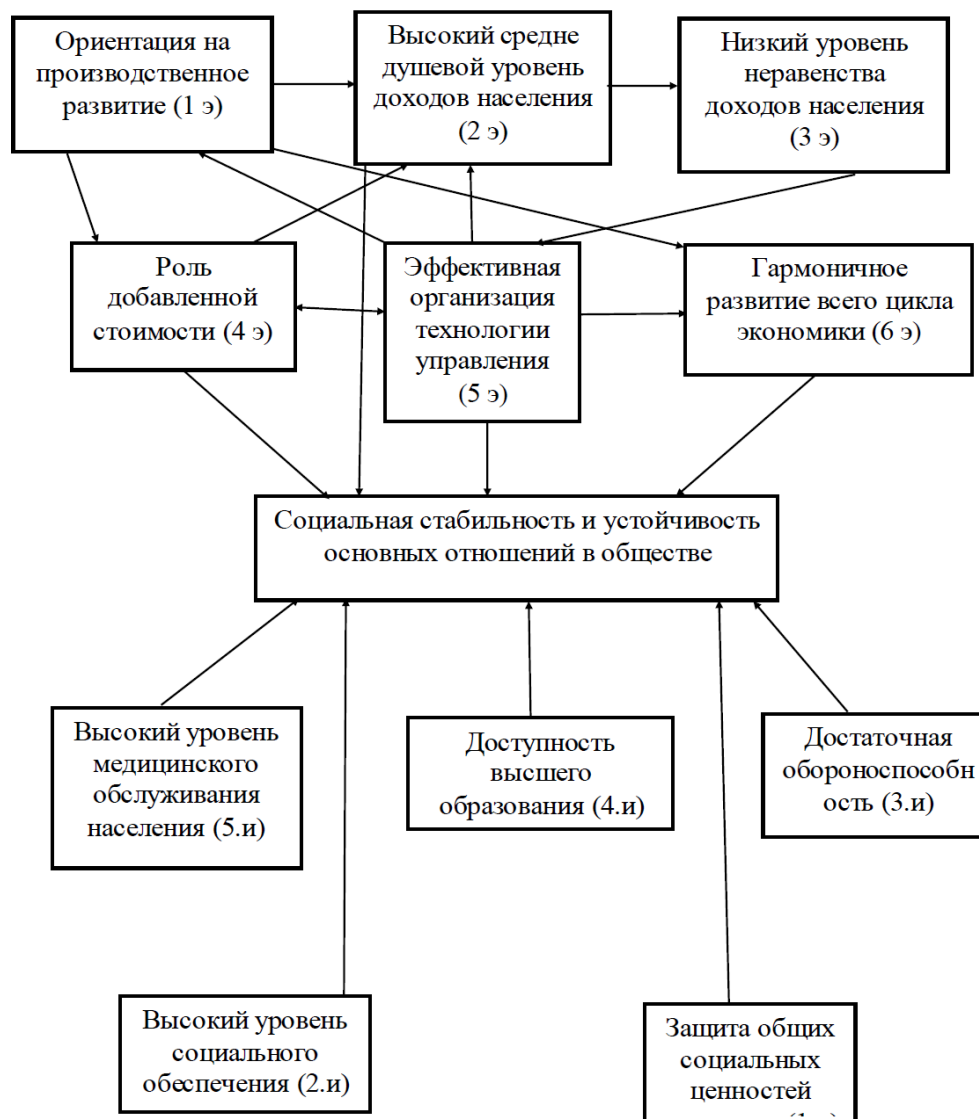 Ориентация на
производственное
развитие (1 э)
Высокий средне
душевой уровень
доходов населения
(2 э)
Низкий уровень
неравенства
доходов населения
(3 э)
Роль
добавленной
стоимости (4 э)
Эффективная
организация
технологии
управления
(5 э)
Гармоничное
развитие всего цикла
экономики (6 э)
Социальная стабильность и устойчивость
основных отношений в обществе
Высокий уровень
медицинского
обслуживания
населения (5.и)
Доступность
высшего
образования (4.и)
Достаточная
обороноспособн
ость (3.и)
Высокий уровень
социального
обеспечения (2.и)
Защита общих
социальных
ценностей